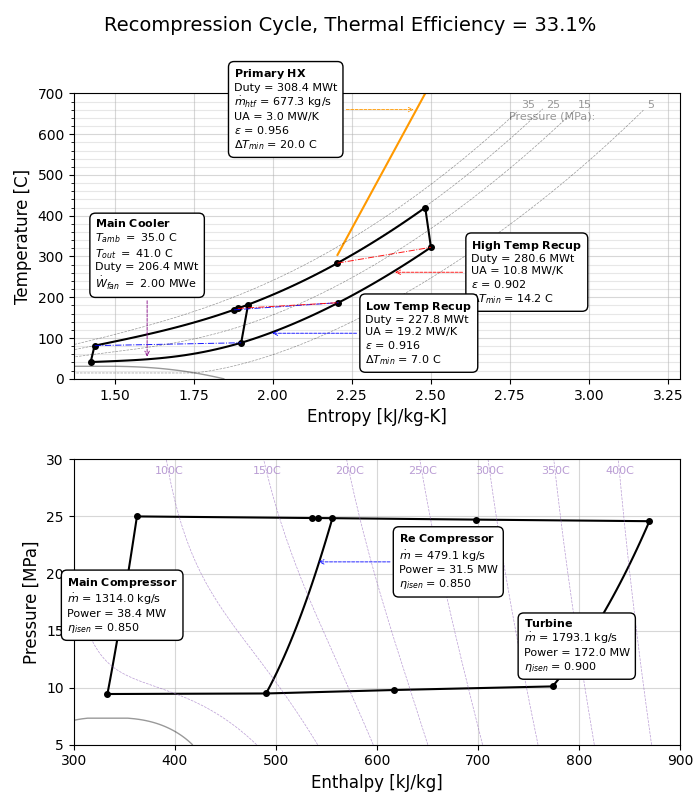 Recompression Cycle, Thermal Efficiency = 33.1%
Primary HX
Duty = 308.4 MWt
ṁhtf = 677.3 kg/s
UA = 3.0 MW/K
ε = 0.956
ΔTmin = 20.0 C
35 25 15 5
Pressure (MPa):
Main Cooler
Tamb = 35.0 C
Tout = 41.0 C
Duty = 206.4 MWt
Ẇfan = 2.00 MWe
High Temp Recup
Duty = 280.6 MWt
UA = 10.8 MW/K
ε = 0.902
ΔTmin = 14.2 C
Low Temp Recup
Duty = 227.8 MWt
UA = 19.2 MW/K
ε = 0.916
ΔTmin = 7.0 C
Temperature [C]
700
600
500
400
300
200
100
0
1.50 1.75 2.00 2.25 2.50 2.75 3.00 3.25
Entropy [kJ/kg-K]
100C 150C 200C 250C 300C 350C 400C
Re Compressor
ṁ = 479.1 kg/s
Power = 31.5 MW
ηisen = 0.850
Main Compressor
ṁ = 1314.0 kg/s
Power = 38.4 MW
ηisen = 0.850
Turbine
ṁ = 1793.1 kg/s
Power = 172.0 MW
ηisen = 0.900
Pressure [MPa]
30
25
20
15
10
5
300 400 500 600 700 800 900
Enthalpy [kJ/kg]